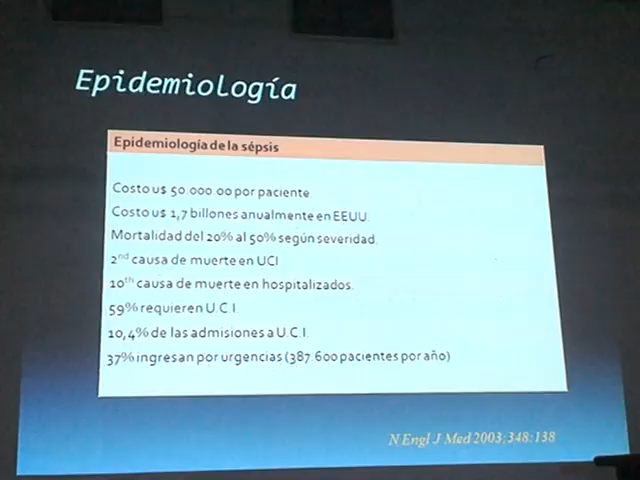 Epidemiología
Epidemiología de la sépsis
Costo u$ 50.000.00 por paciente
Costo u$ 1,7 billones anualmente en EEUU.
Mortalidad del 20% al 50% según severidad.
2nd causa de muerte en UCI
10th causa de muerte en hospitalizados.
59% requieren U.C.I.
10,4% de las admisiones a U.C.I.
37% ingresan por urgencias (387.600 pacientes por año)
N Engl J Med 2003;348:138